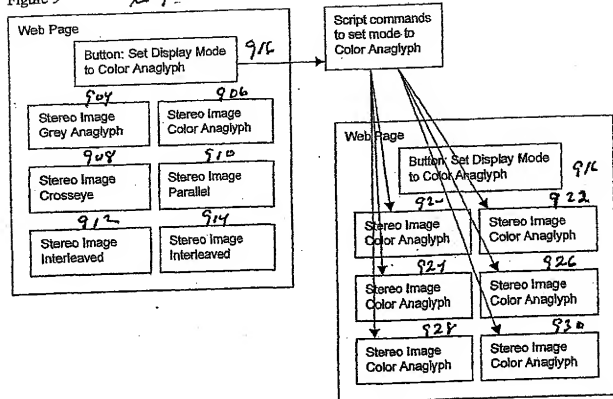 Figure 9
Web Page
Button: Set Display Mode
to Color Anaglyph
916
Script commands
to set mode to
Color Anaglyph
904
906
Stereo Image
Grey Anaglyph
Stereo Image
Color Anaglyph
908
910
Stereo Image
Crosseye
Stereo Image
Parallel
912
914
Stereo Image
Interleaved
Stereo Image
Interleaved
Web Page
Button: Set Display Mode
to Color Anaglyph
916
922
Stereo Image
Color Anaglyph
Stereo Image
Color Anaglyph
924
926
Stereo Image
Color Anaglyph
Stereo Image
Color Anaglyph
928
930
Stereo Image
Color Anaglyph
Stereo Image
Color Anaglyph